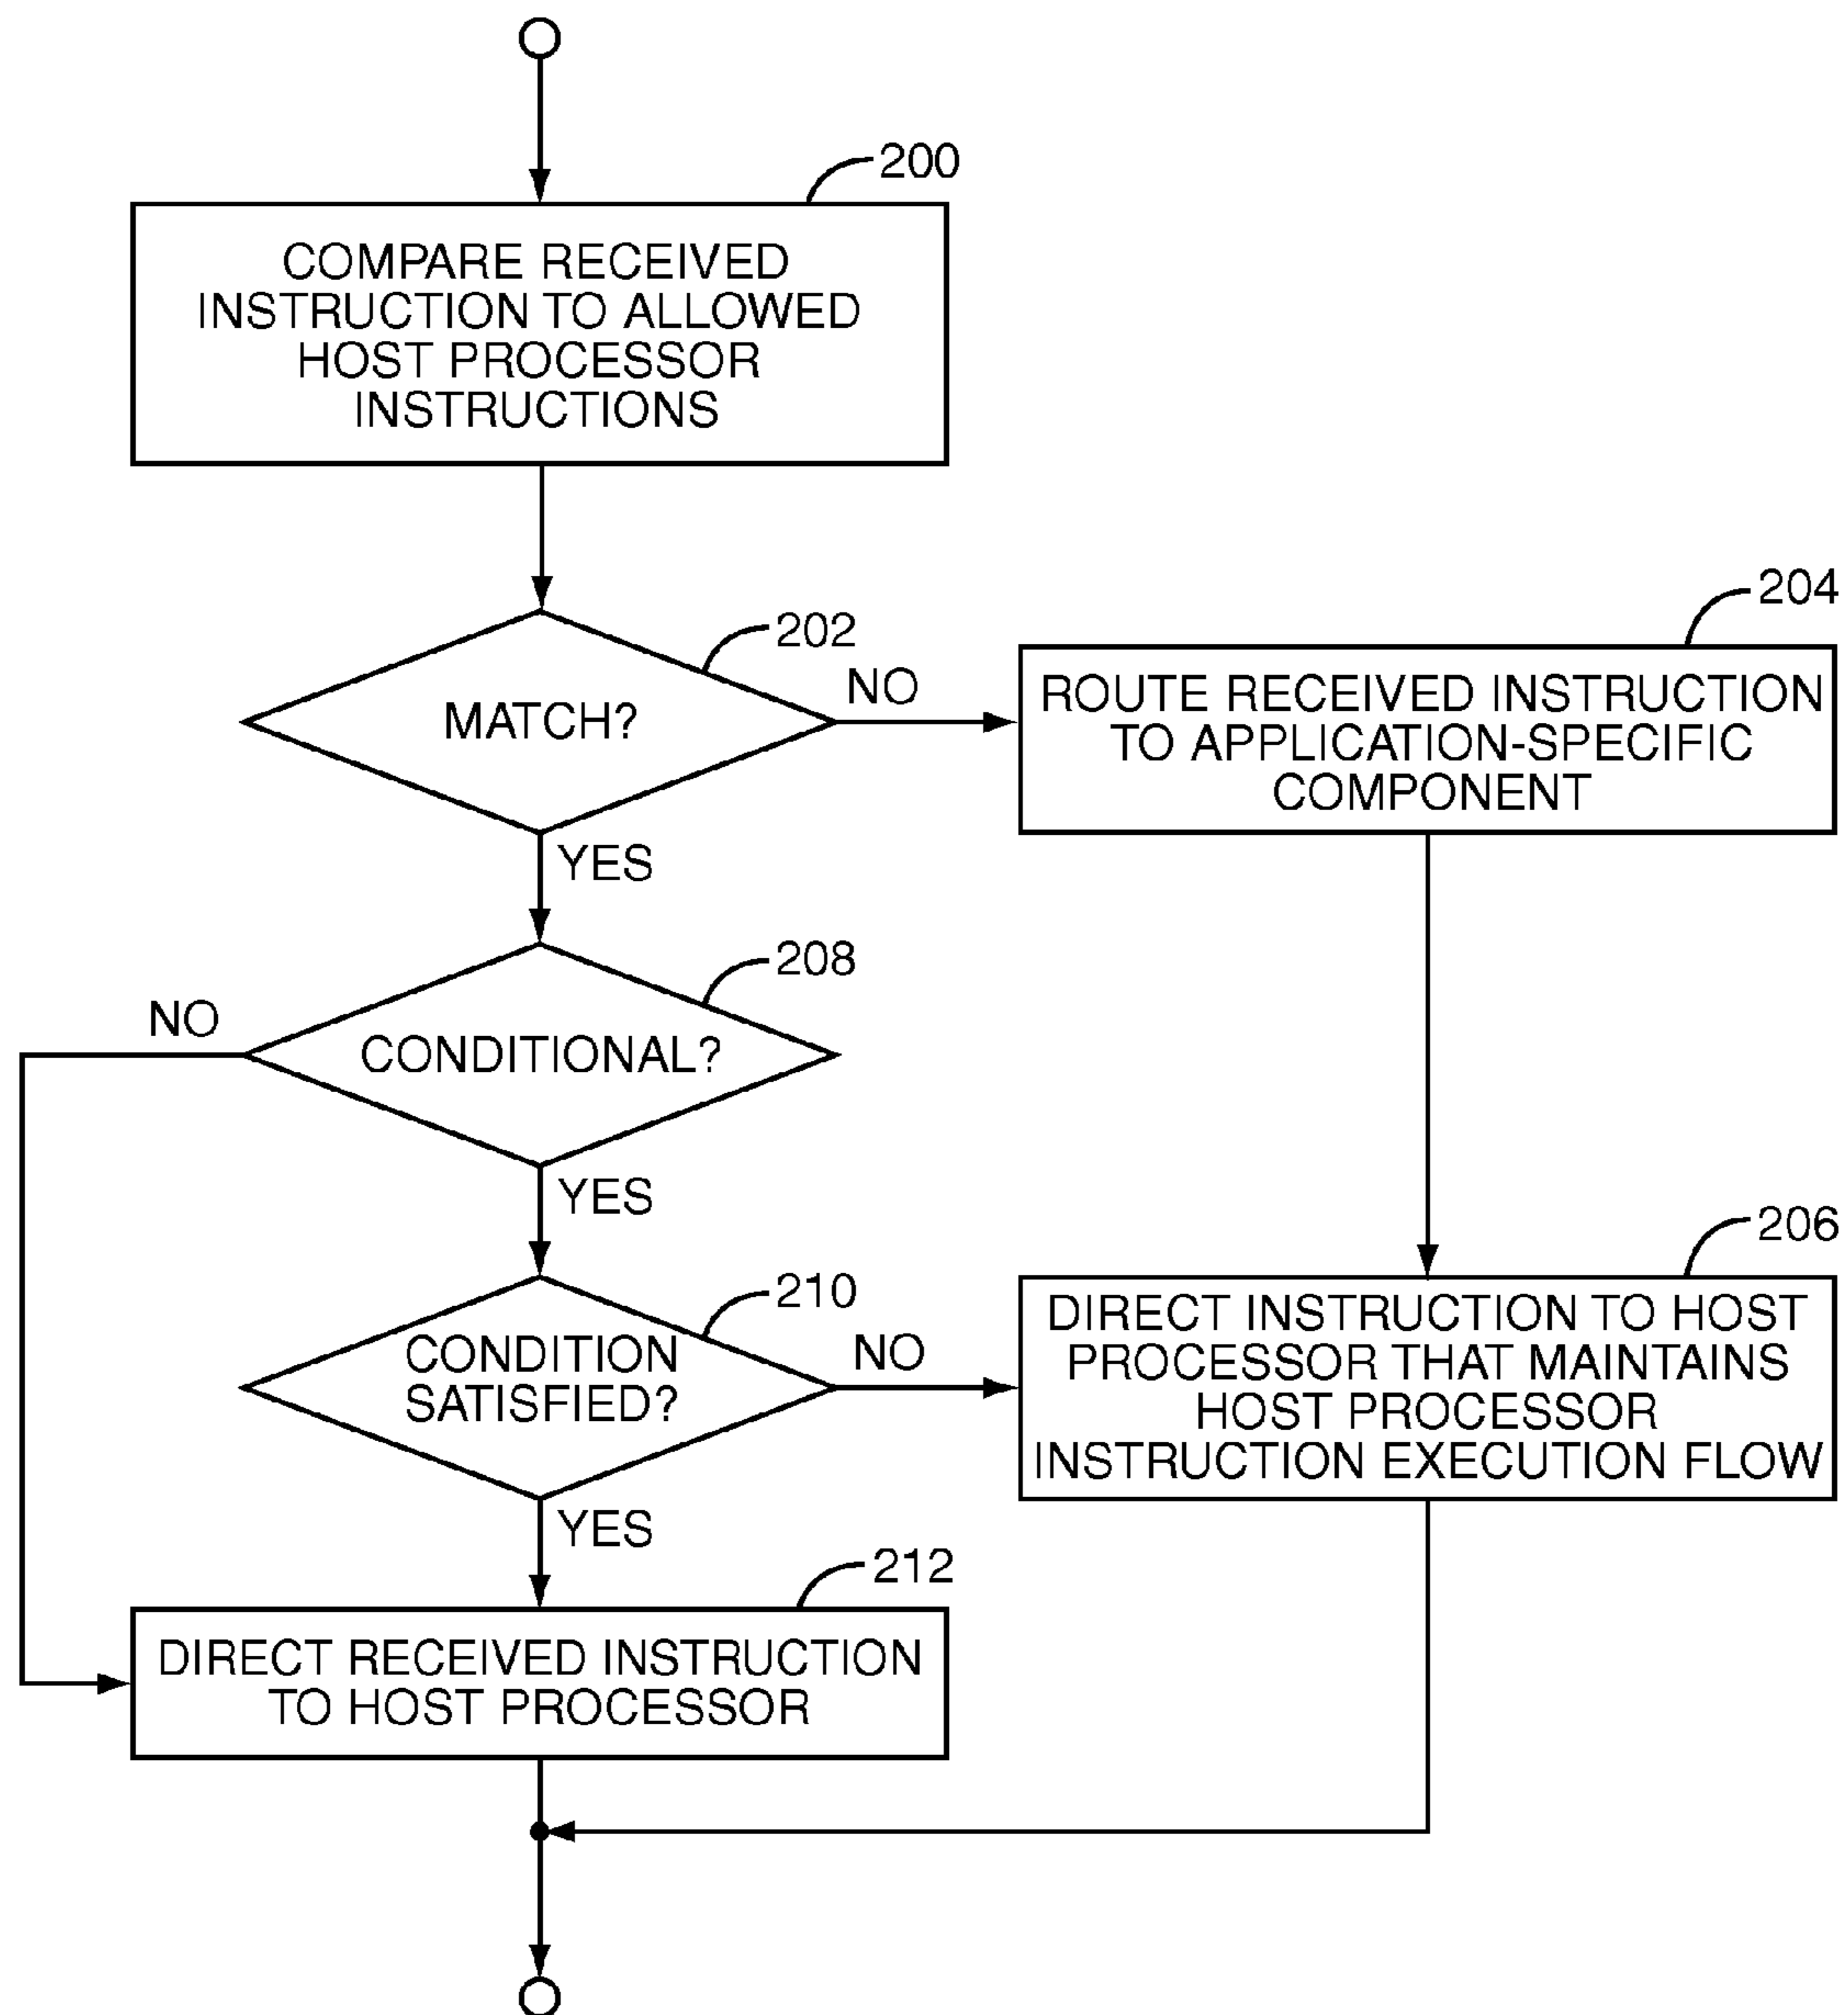 200
COMPARE RECEIVED
INSTRUCTION TO ALLOWED
HOST PROCESSOR
INSTRUCTIONS
202
MATCH?
NO
YES
204
ROUTE RECEIVED INSTRUCTION
TO APPLICATION-SPECIFIC
COMPONENT
208
CONDITIONAL?
NO
YES
210
CONDITION
SATISFIED?
NO
YES
206
DIRECT INSTRUCTION TO HOST
PROCESSOR THAT MAINTAINS
HOST PROCESSOR
INSTRUCTION EXECUTION FLOW
212
DIRECT RECEIVED INSTRUCTION
TO HOST PROCESSOR